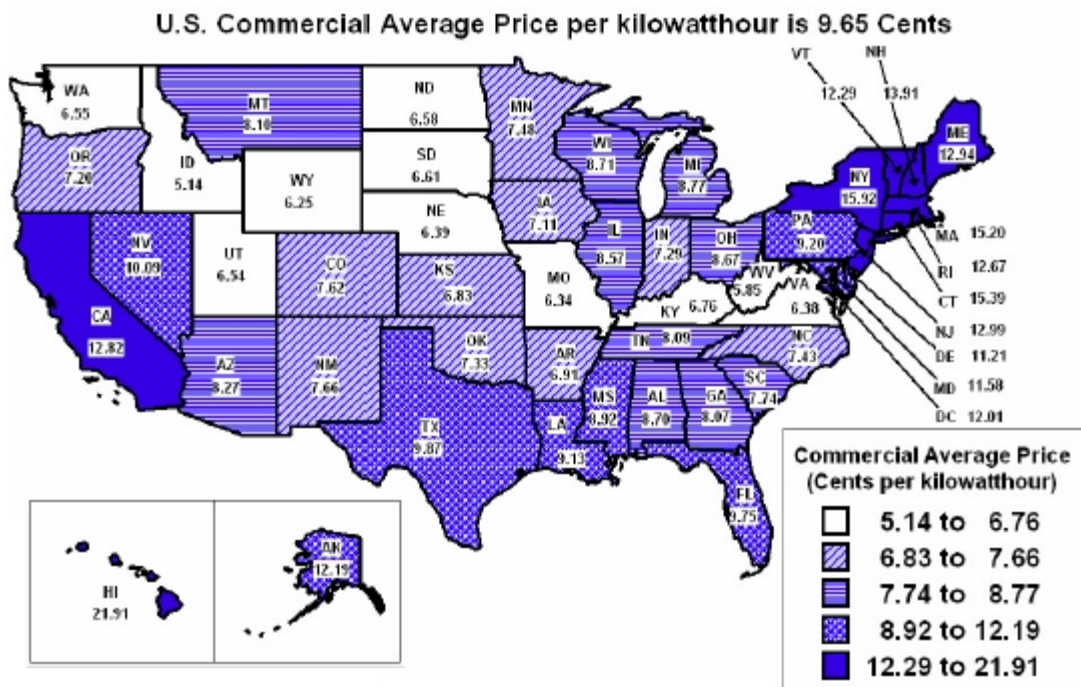 U.S. Commercial Average Price per kilowatthour is 9.65 Cents
VT
12.29
NH
13.91
WA
6.55
MT
8.10
ND
6.58
MN
7.48
ME
12.94
OR
7.20
ID
5.14
SD
6.61
WI
8.71
MI
8.77
NY
15.92
WY
6.25
IA
7.11
NE
6.39
PA
9.20
MA 15.20
NV
10.09
UT
6.54
CO
7.62
KS
6.83
IL
8.57
IN
7.29
OH
8.67
WV
5.85
VA
6.38
RI 12.67
MO
6.34
KY 6.76
CT 15.39
CA
12.82
NJ 12.99
AZ
8.27
NM
7.66
OK
7.33
AR
6.91
TN 8.09
NC
7.43
DE 11.21
SC
7.74
MD 11.58
MS
8.92
AL
8.70
GA
8.07
DC 12.01
TX
9.87
LA
9.13
FL
9.75
HI
21.91
AK
12.19
Commercial Average Price
(Cents per kilowatthour)
5.14 to 6.76
6.83 to 7.66
7.74 to 8.77
8.92 to 12.19
12.29 to 21.91